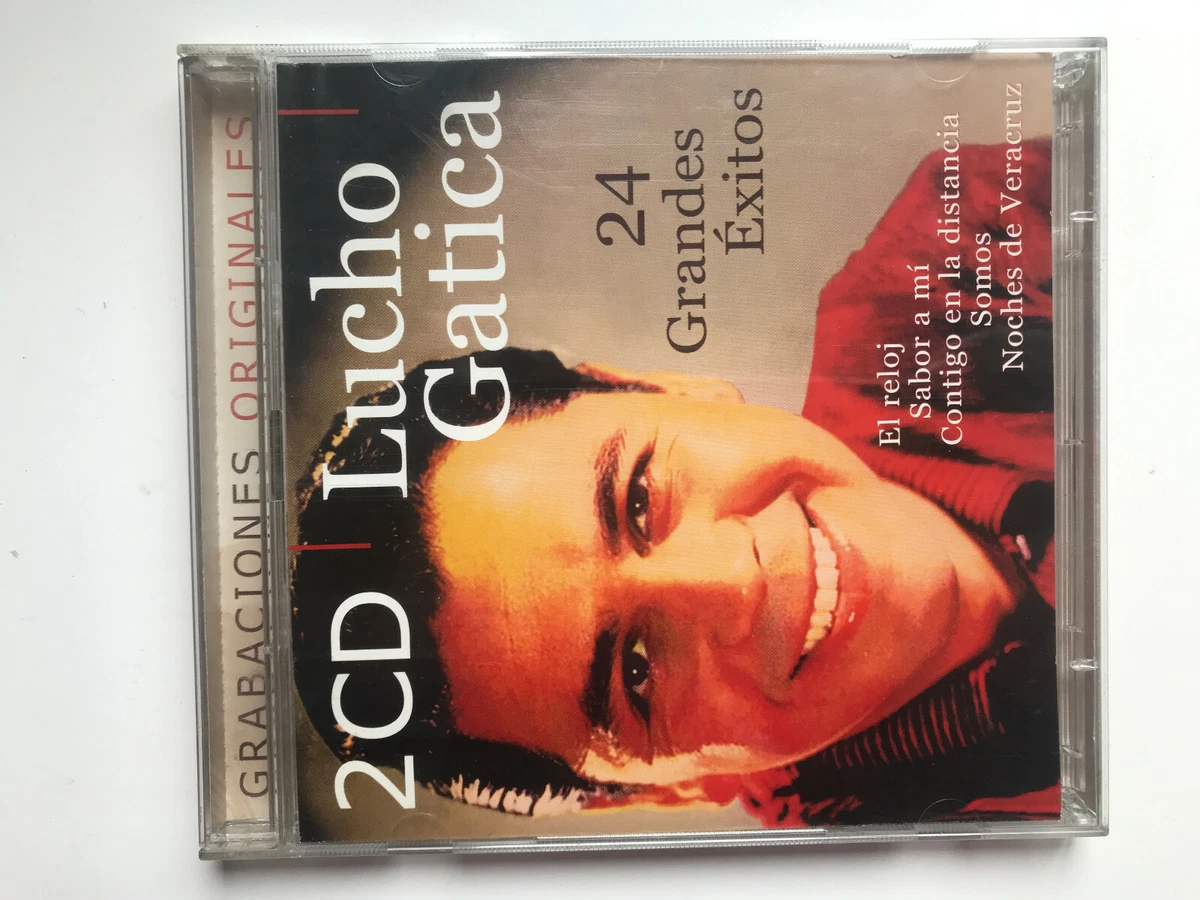 GRABACIONES ORIGINALES
2CD | Lucho
Gatica
24
Grandes
Éxitos
El reloj
Sabor a mí
Contigo en la distancia
Somos
Noches de Veracruz